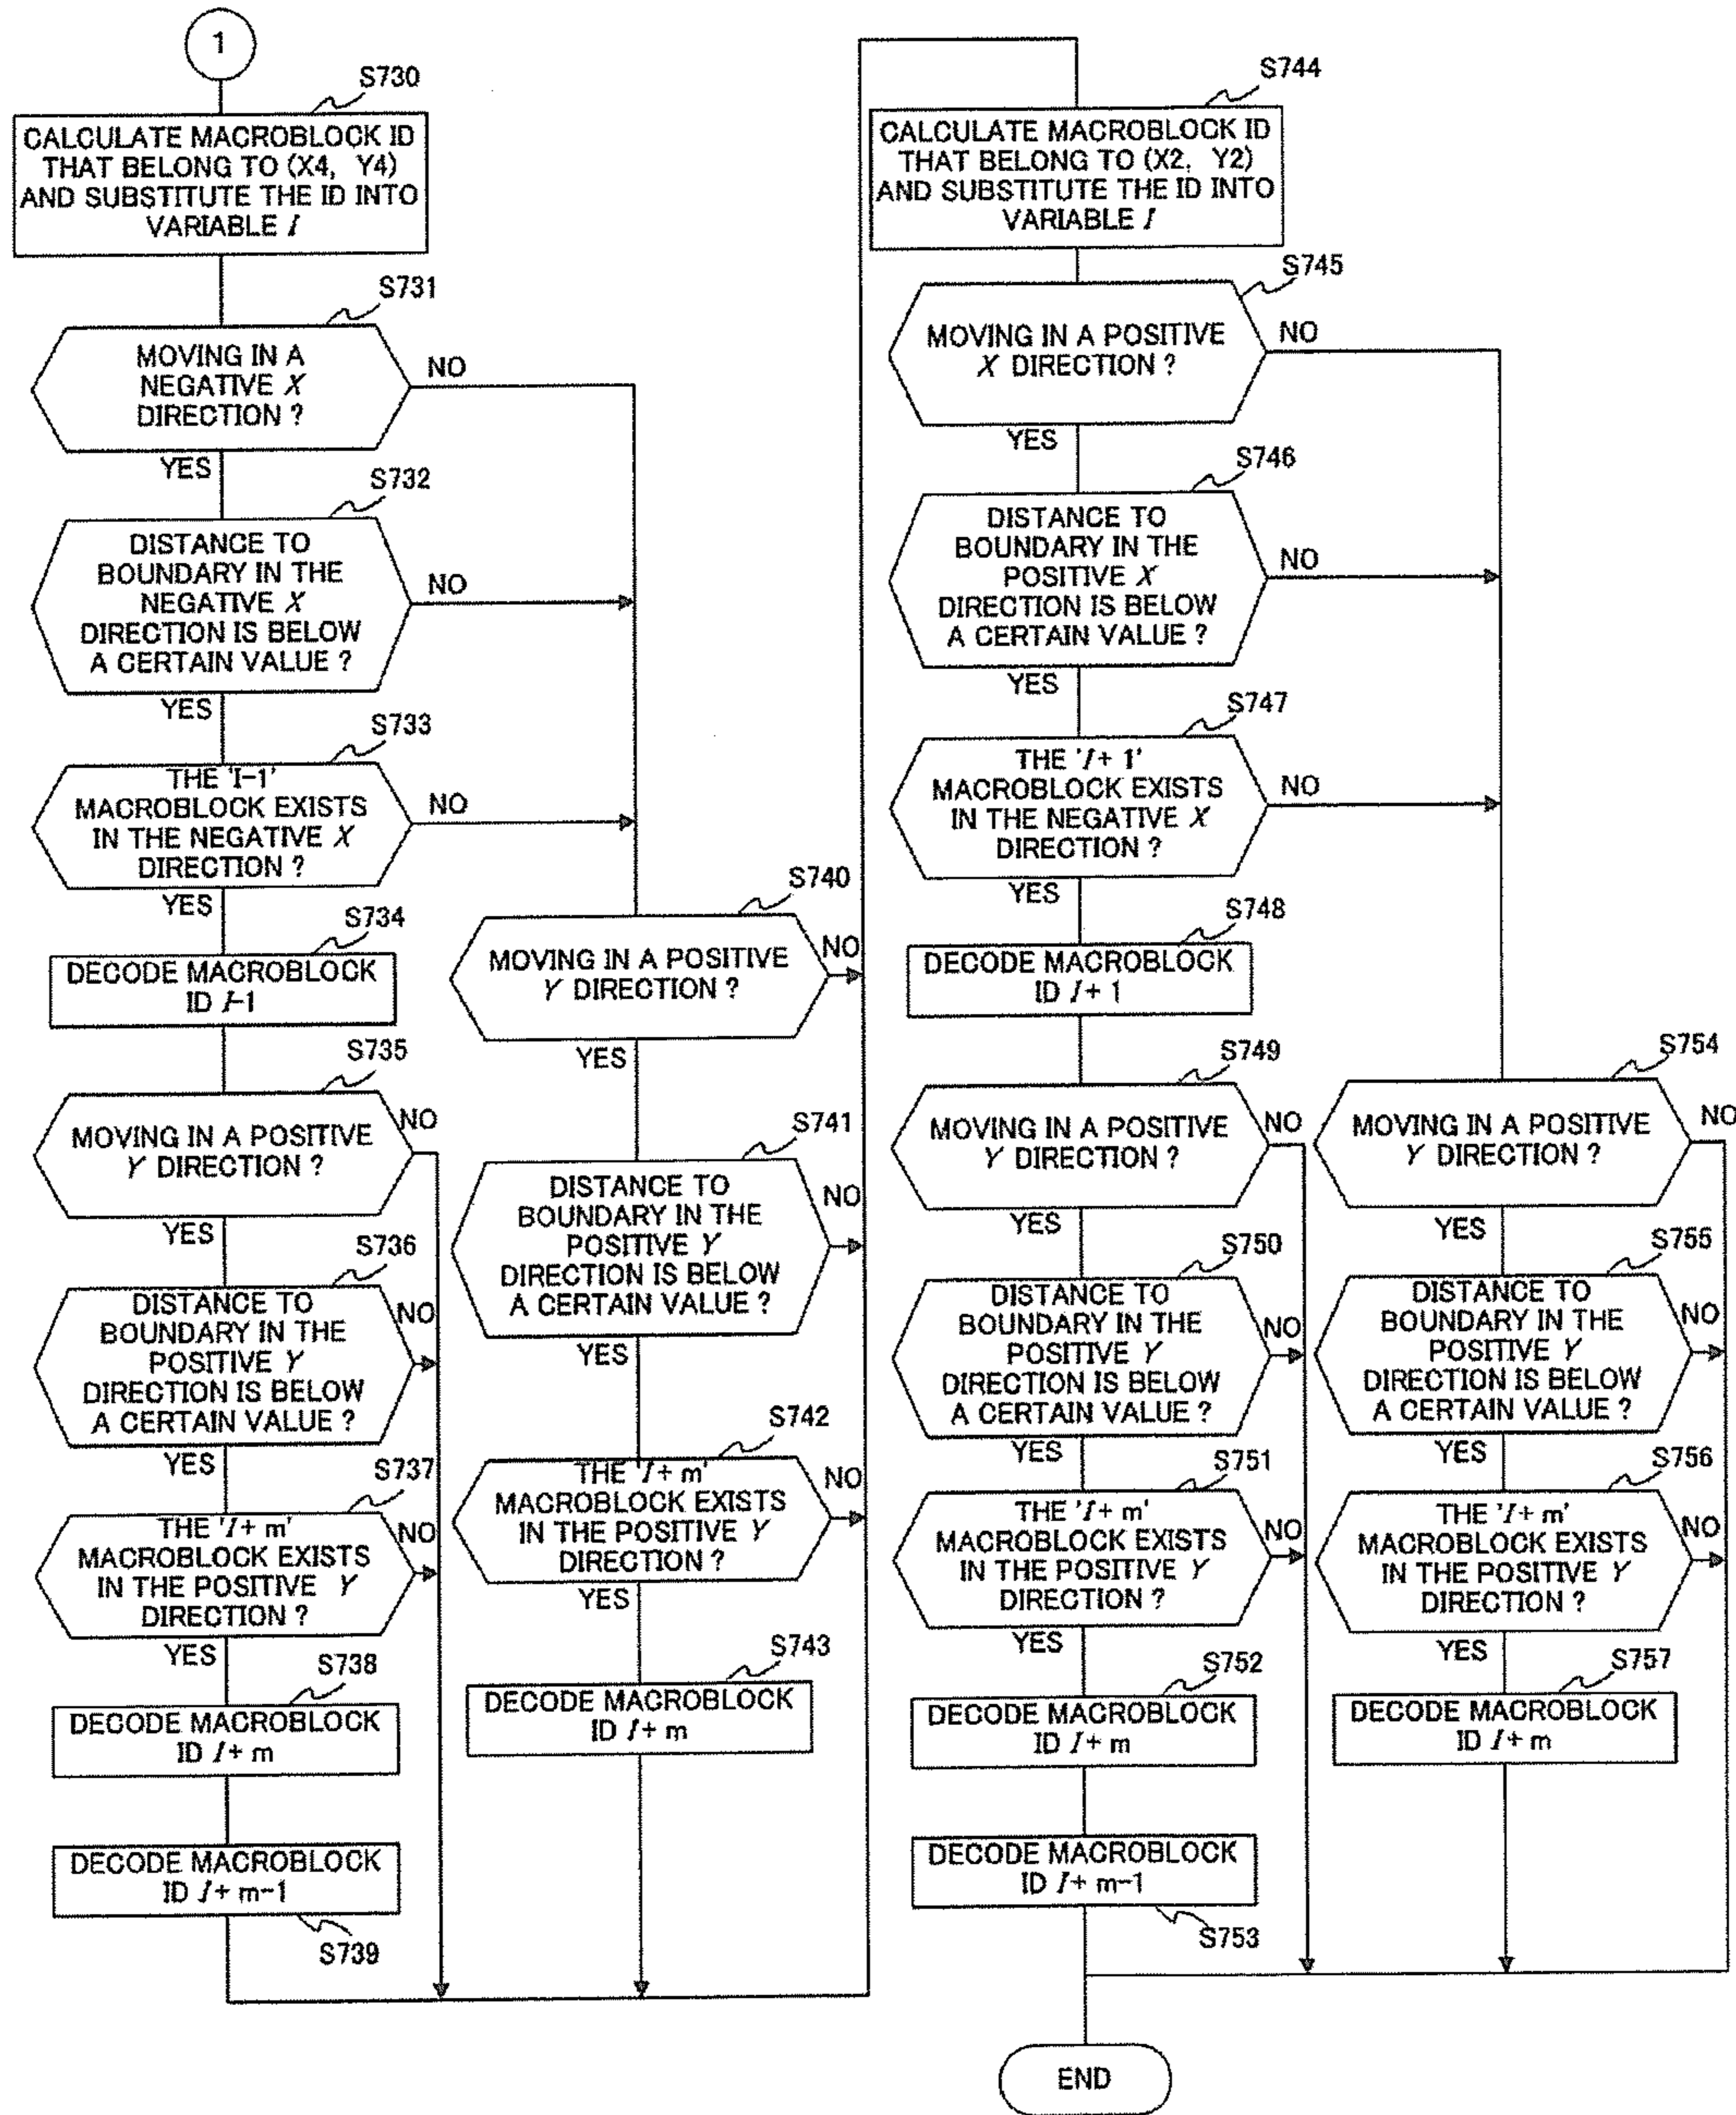 1
S730
CALCULATE MACROBLOCK ID
THAT BELONG TO (X4, Y4)
AND SUBSTITUTE THE ID INTO
VARIABLE I
S731
MOVING IN A
NEGATIVE X
DIRECTION ?
NO
YES
S732
DISTANCE TO
BOUNDARY IN THE
NEGATIVE X
DIRECTION IS BELOW
A CERTAIN VALUE ?
NO
YES
S733
THE 'I-1'
MACROBLOCK EXISTS
IN THE NEGATIVE X
DIRECTION ?
NO
YES
S734
DECODE MACROBLOCK
ID I-1
S735
MOVING IN A POSITIVE
Y DIRECTION ?
NO
YES
S736
DISTANCE TO
BOUNDARY IN THE
POSITIVE Y
DIRECTION IS BELOW
A CERTAIN VALUE ?
NO
YES
S737
THE 'I+ m'
MACROBLOCK EXISTS
IN THE POSITIVE Y
DIRECTION ?
NO
YES
S738
DECODE MACROBLOCK
ID I+ m
DECODE MACROBLOCK
ID I+ m-1
S739
S740
MOVING IN A POSITIVE
Y DIRECTION ?
NO
YES
S741
DISTANCE TO
BOUNDARY IN THE
POSITIVE Y
DIRECTION IS BELOW
A CERTAIN VALUE ?
NO
YES
S742
THE 'I+ m'
MACROBLOCK EXISTS
IN THE POSITIVE Y
DIRECTION ?
NO
YES
S743
DECODE MACROBLOCK
ID I+ m
S744
CALCULATE MACROBLOCK ID
THAT BELONG TO (X2, Y2)
AND SUBSTITUTE THE ID INTO
VARIABLE I
S745
MOVING IN A POSITIVE
X DIRECTION ?
NO
YES
S746
DISTANCE TO
BOUNDARY IN THE
POSITIVE X
DIRECTION IS BELOW
A CERTAIN VALUE ?
NO
YES
S747
THE 'I+ 1'
MACROBLOCK EXISTS
IN THE NEGATIVE X
DIRECTION ?
NO
YES
S748
DECODE MACROBLOCK
ID I+ 1
S749
MOVING IN A POSITIVE
Y DIRECTION ?
NO
YES
S750
DISTANCE TO
BOUNDARY IN THE
POSITIVE Y
DIRECTION IS BELOW
A CERTAIN VALUE ?
NO
YES
S751
THE 'I+ m'
MACROBLOCK EXISTS
IN THE POSITIVE Y
DIRECTION ?
NO
YES
S752
DECODE MACROBLOCK
ID I+ m
DECODE MACROBLOCK
ID I+ m-1
S753
S754
MOVING IN A POSITIVE
Y DIRECTION ?
NO
YES
S755
DISTANCE TO
BOUNDARY IN THE
POSITIVE Y
DIRECTION IS BELOW
A CERTAIN VALUE ?
NO
YES
S756
THE 'I+ m'
MACROBLOCK EXISTS
IN THE POSITIVE Y
DIRECTION ?
NO
YES
S757
DECODE MACROBLOCK
ID I+ m
END